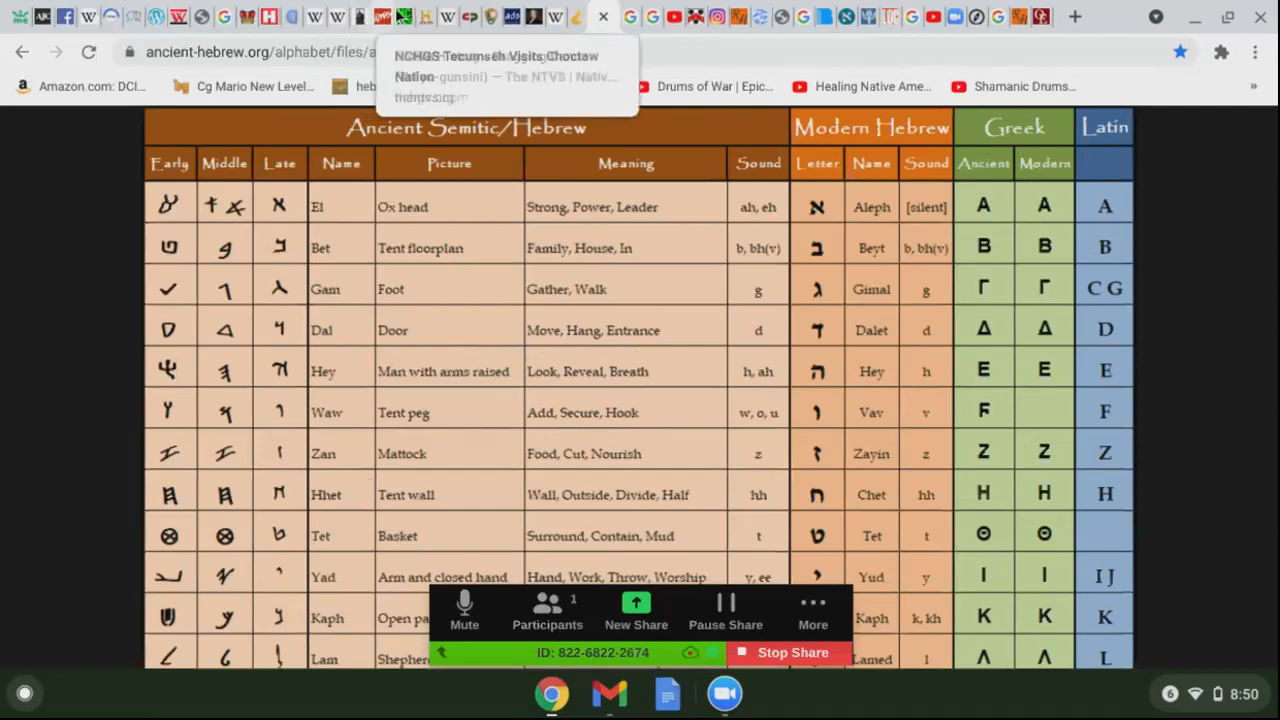 ancient-hebrew.org/alphabet/files/a
NCHGS Tecumseh Visits Choctaw
Nation
Amazon.com: DCI...
Cg Mario New Level...
heb
Drums of War | Epic...
Healing Native Ame...
Shamanic Drums...
»
Ancient Semitic/Hebrew Modern Hebrew Greek Latin
Early Middle Late Name Picture Meaning Sound Letter Name Sound Ancient Modern
El Ox head Strong, Power, Leader ah, eh א Aleph [silent] A A A
Bet Tent floorplan Family, House, In b, bh(v) ב Beyt b, bh(v) B B B
Gam Foot Gather, Walk g ג Gimal g Γ Γ C G
Dal Door Move, Hang, Entrance d ד Dalet d Δ Δ D
Hey Man with arms raised Look, Reveal, Breath h, ah ה Hey h E E E
Waw Tent peg Add, Secure, Hook w, o, u ו Vav v F F
Zan Mattock Food, Cut, Nourish z ז Zayin z Z Z Z
Hhet Tent wall Wall, Outside, Divide, Half hh ח Chet hh H H H
Tet Basket Surround, Contain, Mud t ט Tet t Θ Θ
Yad Arm and closed hand Hand, Work, Throw, Worship y, ee י Yud y I I I J
Kaph Open pa Kaph k, kh K K K
Lam Shepher Lamed l Λ Λ L
Mute
Participants 1
New Share
Pause Share
More
ID: 822-6822-2674
Stop Share
6 8:50